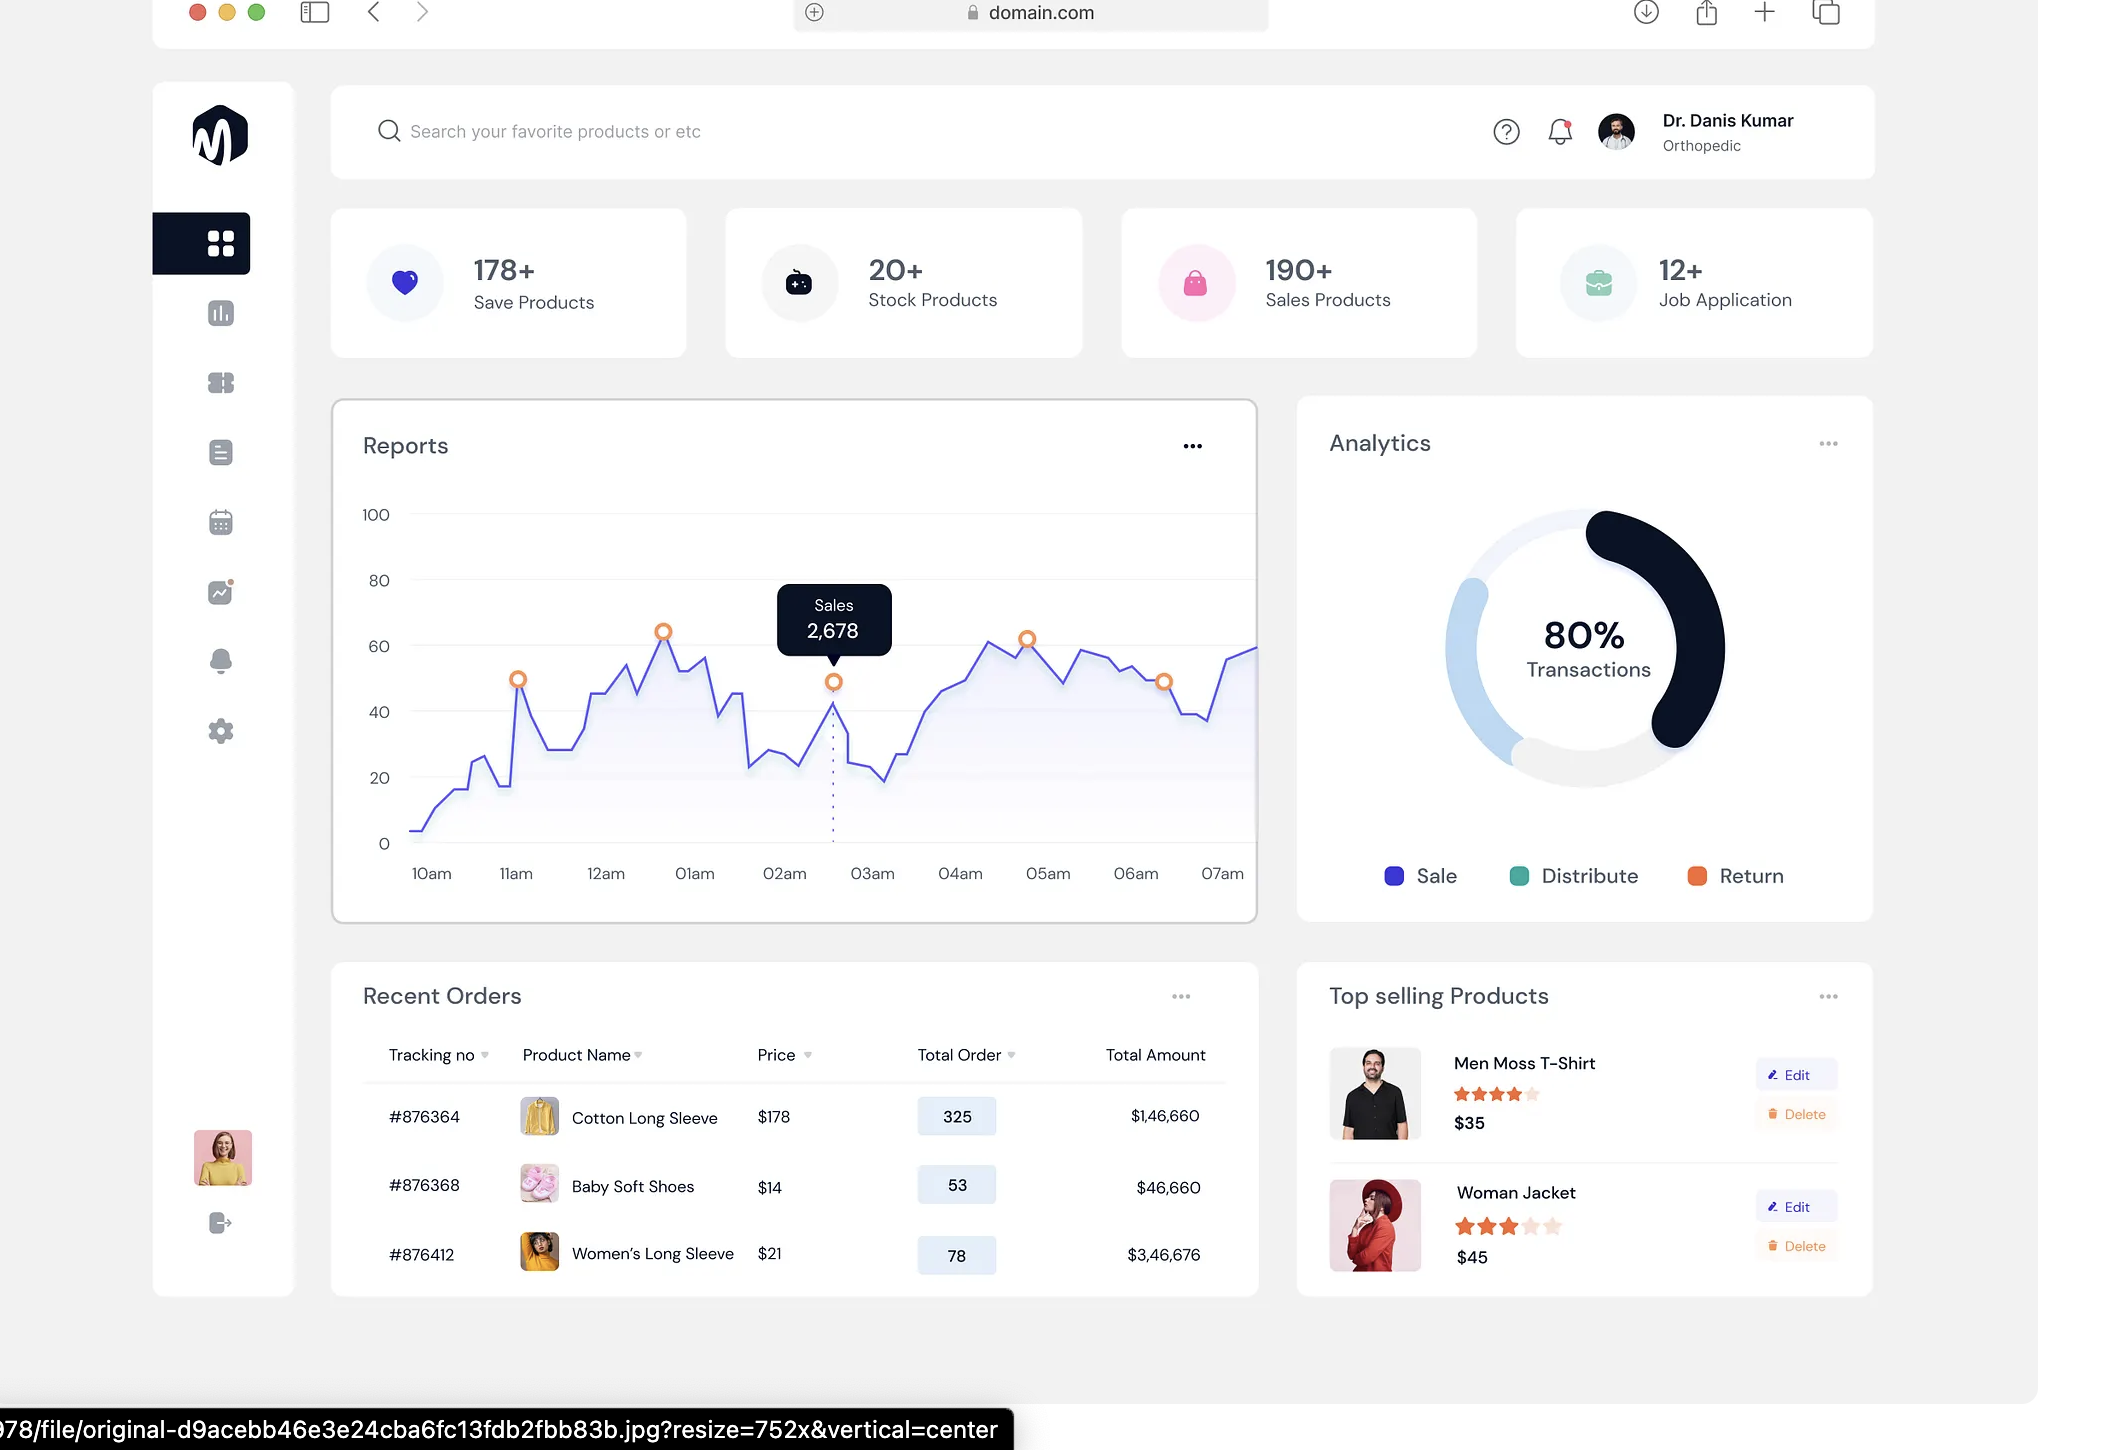 domain.com
Search your favorite products or etc
Dr. Danis Kumar
Orthopedic
178+
Save Products
20+
Stock Products
190+
Sales Products
12+
Job Application
Reports
100
80
60
40
20
0
Sales
2,678
10am 11am 12am 01am 02am 03am 04am 05am 06am 07am
Analytics
80%
Transactions
Sale Distribute Return
Recent Orders
Tracking no Product Name Price Total Order Total Amount
#876364 Cotton Long Sleeve $178 325 $1,46,660
#876368 Baby Soft Shoes $14 53 $46,660
#876412 Women's Long Sleeve $21 78 $3,46,676
Top selling Products
Men Moss T-Shirt
$35
Edit
Delete
Woman Jacket
$45
Edit
Delete
978/file/original-d9acebb46e3e24cba6fc13fdb2fbb83b.jpg?resize=752x&vertical=center